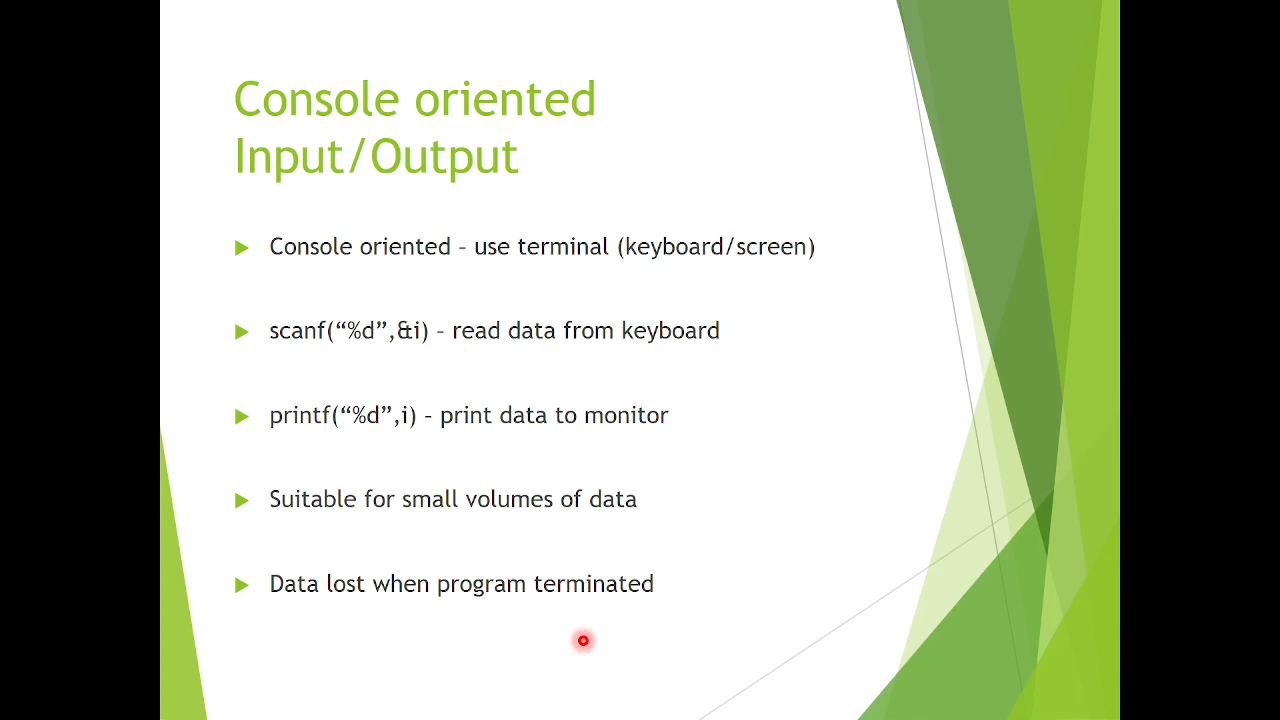 Console oriented
Input/Output
Console oriented – use terminal (keyboard/screen)
scanf(“%d”,&i) – read data from keyboard
printf(“%d”,i) – print data to monitor
Suitable for small volumes of data
Data lost when program terminated